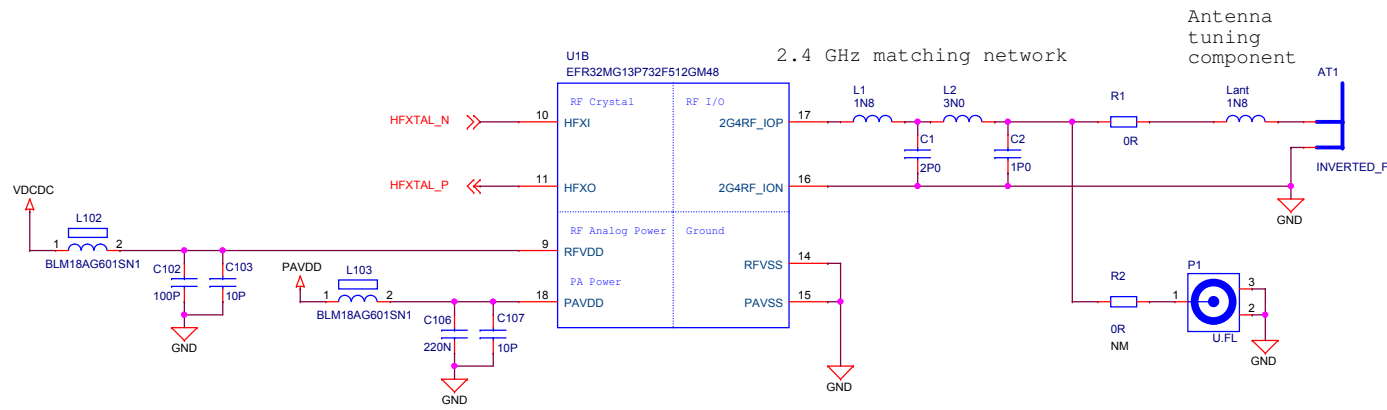 Antenna
tuning
component
2.4 GHz matching network
U1B
EFR32MG13P732F512GM48
RF Crystal
RF I/O
HFXTAL_N
10
HFXI
2G4RF_IOP
17
L1
1N8
L2
3N0
C1
2P0
C2
1P0
R1
0R
Lant
1N8
AT1
INVERTED_F
HFXTAL_P
11
HFXO
2G4RF_ION
16
GND
VDCDC
L102
1
2
BLM18AG601SN1
C102
100P
C103
10P
GND
RF Analog Power
Ground
9
RFVDD
RFVSS
14
PAVDD
L103
1
2
BLM18AG601SN1
C106
220N
C107
10P
GND
PA Power
18
PAVDD
PAVSS
15
GND
R2
0R
NM
P1
1
3
2
U.FL
GND